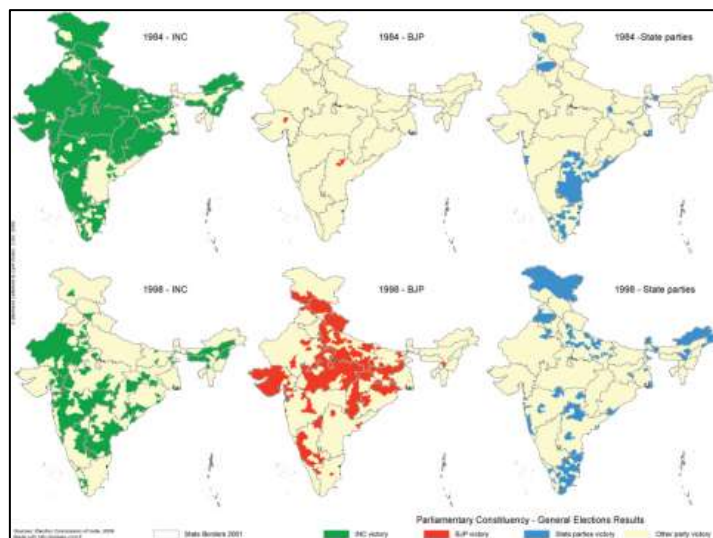 1984 - INC
1984 - BJP
1984 -State parties
1998 - INC
1998 - BJP
1998 - State parties
Parliamentary Constituency - General Elections Results
State Borders 2001
INC victory
BJP victory
State parties victory
Other party victory